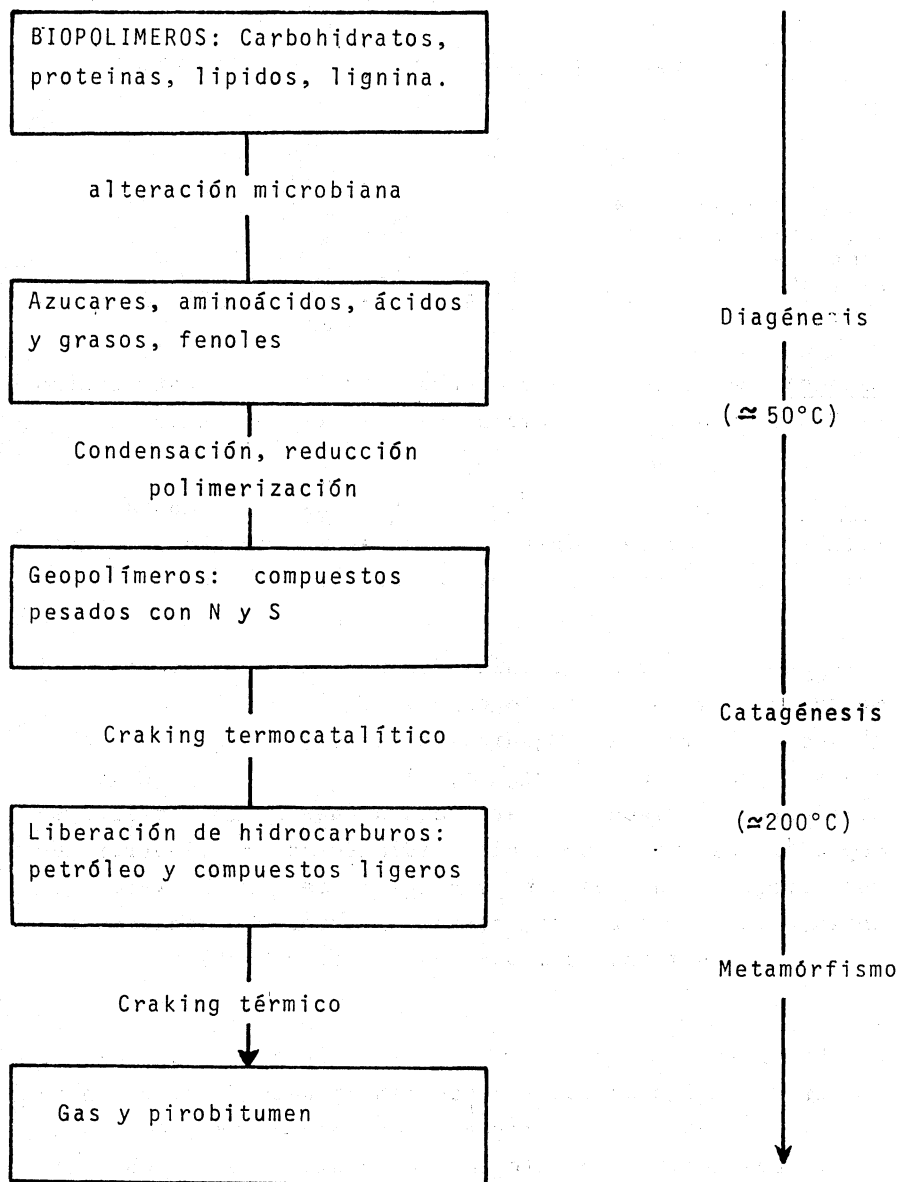 BIOPOLIMEROS: Carbohidratos,
proteinas, lipidos, lignina.
alteración microbiana
Azucares, aminoácidos, ácidos
y grasos, fenoles
Condensación, reducción
polimerización
Geopolímeros: compuestos
pesados con N y S
Craking termocatalítico
Liberación de hidrocarburos:
petróleo y compuestos ligeros
Craking térmico
Gas y pirobitumen
Diagénesis
(≃ 50°C)
Catagénesis
(≃200°C)
Metamórfismo